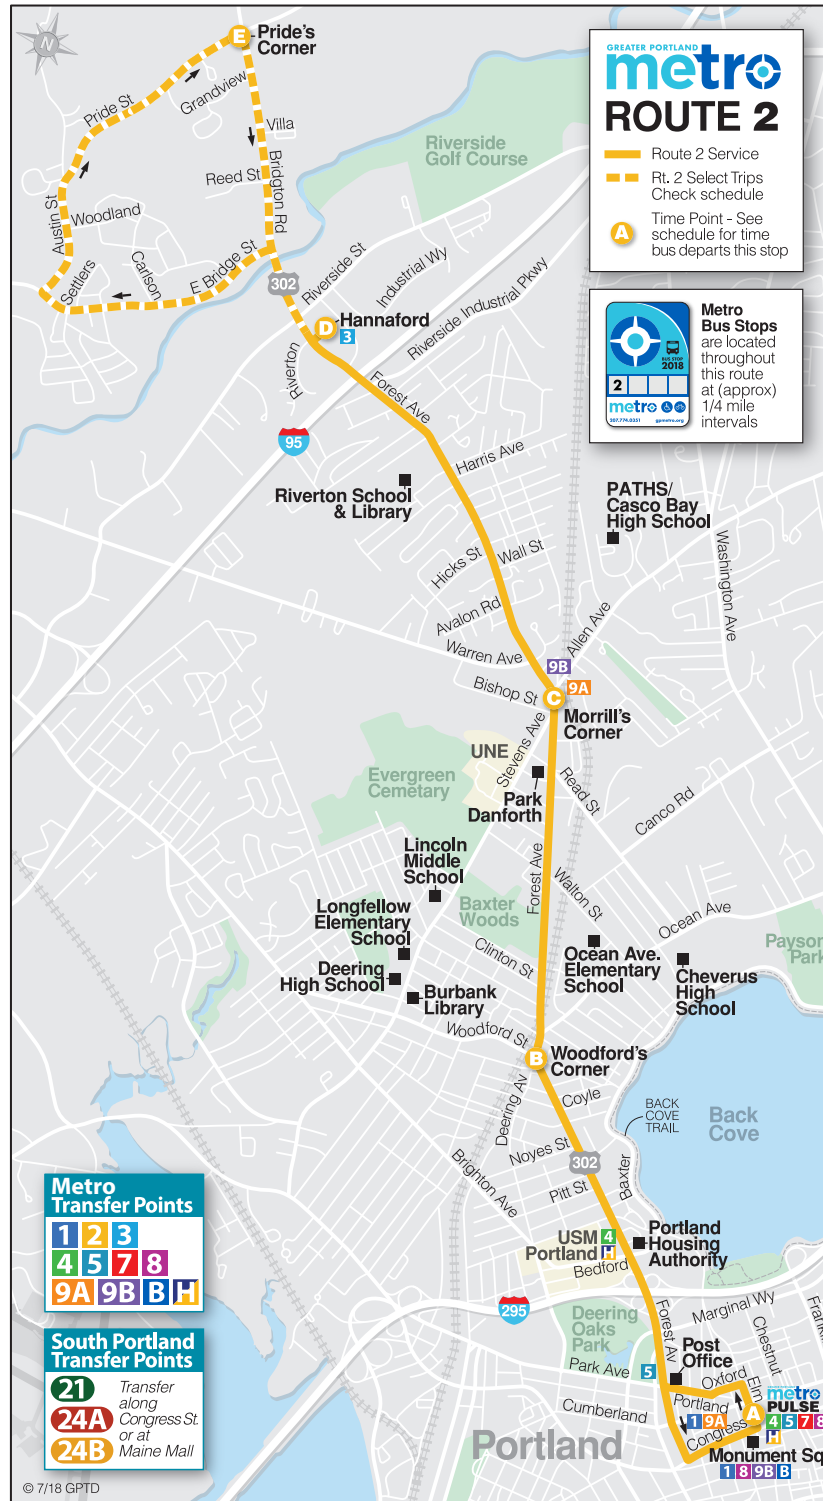 N
E
Pride's
Corner
Pride St
Grandview
Villa
Reed St
Bridgton Rd
Austin St
Woodland
Settlers
Carlson
E Bridge St
302
Riverside
Golf Course
Riverside St
Industrial Wy
Riverside Industrial Pkwy
D
Hannaford
3
Riverton
Forest Ave
95
Harris Ave
Riverton School
& Library
GREATER PORTLAND
metro
ROUTE 2
Route 2 Service
Rt. 2 Select Trips
Check schedule
A
Time Point - See
schedule for time
bus departs this stop
BUS STOP
2018
2
metro
207.774.0351
gpmetro.org
Metro
Bus Stops
are located
throughout
this route
at (approx)
1/4 mile
intervals
PATHS/
Casco Bay
High School
Washington Ave
Hicks St
Wall St
Avalon Rd
Warren Ave
Allen Ave
9B
Bishop St
9A
C
Morrill's
Corner
UNE
Stevens Ave
Evergreen
Cemetery
Park
Danforth
Read St
Canco Rd
Lincoln
Middle
School
Forest Ave
Walton St
Longfellow
Elementary
School
Baxter
Woods
Ocean Ave
Clinton St
Ocean Ave.
Elementary
School
Payson
Park
Deering
High School
Cheverus
High
School
Burbank
Library
Woodford St
B
Woodford's
Corner
Deering Av
Coyle
BACK
COVE
TRAIL
Back
Cove
Noyes St
302
Brighton Ave
Pitt St
Baxter
USM
Portland
4
H
Bedford
Portland
Housing
Authority
295
Marginal Wy
Deering
Oaks
Park
Forest Av
Chestnut
Post
Office
Park Ave
5
Oxford
Elm
Portland
Cumberland
1 9A
Congress
A
metro
PULSE
4 5 7 8
H
Portland
Monument Sq
1 8 9B B
Metro
Transfer Points
1 2 3
4 5 7 8
9A 9B B H
South Portland
Transfer Points
21
24A
24B
Transfer
along
Congress St.
or at
Maine Mall
© 7/18 GPTD